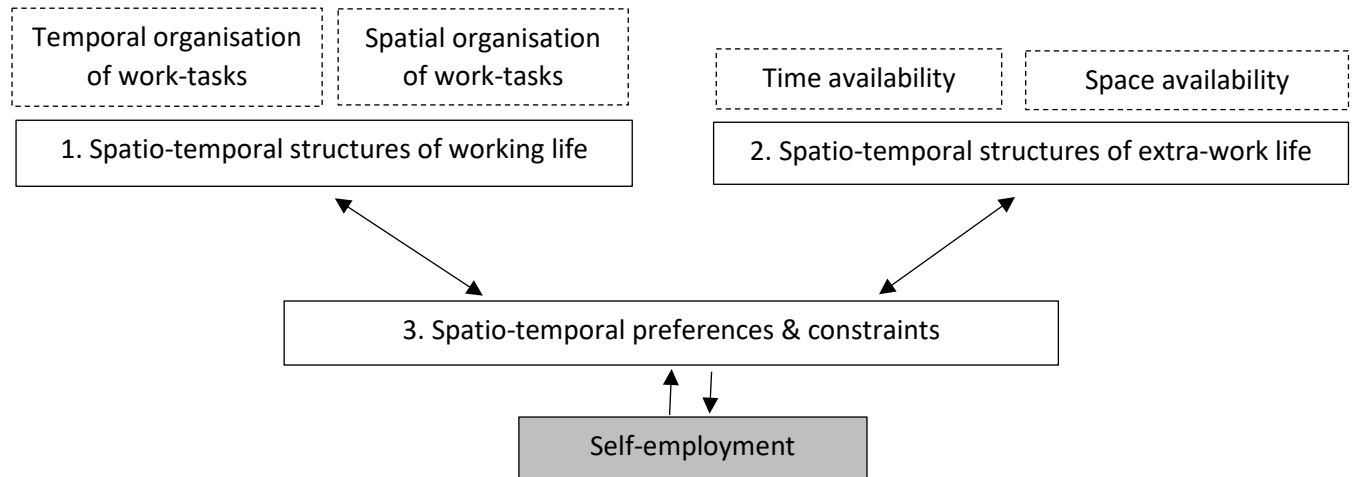 Temporal organisation
of work-tasks
Spatial organisation
of work-tasks
Time availability
Space availability
1. Spatio-temporal structures of working life
2. Spatio-temporal structures of extra-work life
3. Spatio-temporal preferences & constraints
Self-employment